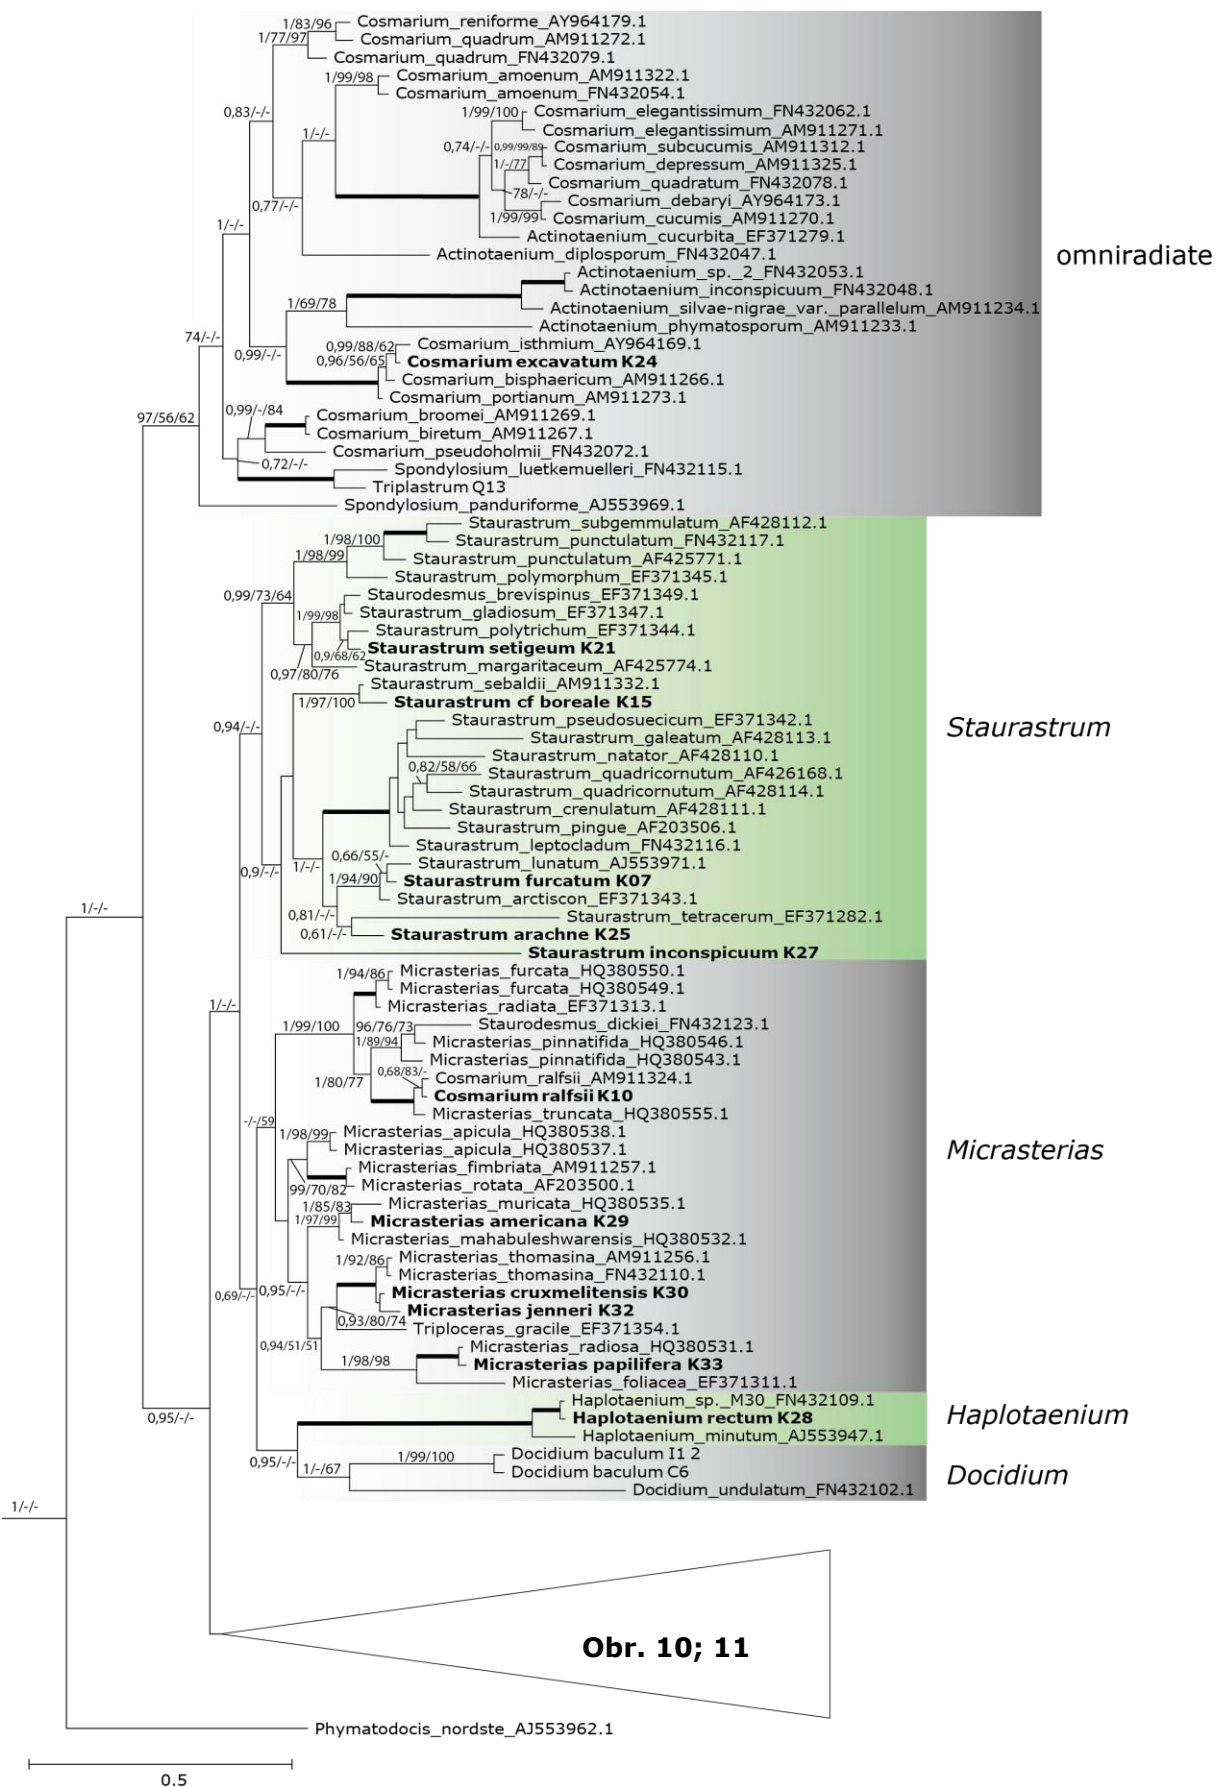 1/83/96
Cosmarium_reniforme_AY964179.1
1/77/97
Cosmarium_quadrum_AM911272.1
Cosmarium_quadrum_FN432079.1
1/99/98
Cosmarium_amoenum_AM911322.1
Cosmarium_amoenum_FN432054.1
0,83/-/-
1/99/100
Cosmarium_elegantissimum_FN432062.1
1/-/-
Cosmarium_elegantissimum_AM911271.1
0,74/-/-
0,99/99/89
Cosmarium_subcucumis_AM911312.1
1/-/77
Cosmarium_depressum_AM911325.1
Cosmarium_quadratum_FN432078.1
78/-/-
Cosmarium_debaryi_AY964173.1
0,77/-/-
1/99/99
Cosmarium_cucumis_AM911270.1
1/-/-
Actinotaenium_cucurbita_EF371279.1
Actinotaenium_diplosporum_FN432047.1
omniradiate
Actinotaenium_sp._2_FN432053.1
Actinotaenium_inconspicuum_FN432048.1
1/69/78
Actinotaenium_silvae-nigrae_var._parallelum_AM911234.1
Actinotaenium_phymatosporum_AM911233.1
74/-/-
0,99/88/62
Cosmarium_isthmium_AY964169.1
0,99/-/-
0,96/56/65
Cosmarium excavatum K24
Cosmarium_bisphaericum_AM911266.1
Cosmarium_portianum_AM911273.1
0,99/-/84
Cosmarium_broomei_AM911269.1
97/56/62
Cosmarium_biretum_AM911267.1
Cosmarium_pseudoholmii_FN432072.1
0,72/-/-
Spondylosium_luetkemuelleri_FN432115.1
Triplastrum Q13
Spondylosium_panduriforme_AJ553969.1
Staurastrum_subgemmulatum_AF428112.1
1/98/100
Staurastrum_punctulatum_FN432117.1
1/98/99
Staurastrum_punctulatum_AF425771.1
Staurastrum_polymorphum_EF371345.1
0,99/73/64
Staurodesmus_brevispinus_EF371349.1
1/99/98
Staurastrum_gladiosum_EF371347.1
Staurastrum_polytrichum_EF371344.1
Staurastrum setigeum K21
0,9/68/62
0,97/80/76
Staurastrum_margaritaceum_AF425774.1
Staurastrum_sebaldii_AM911332.1
1/97/100
Staurastrum cf boreale K15
0,94/-/-
Staurastrum_pseudosuecicum_EF371342.1
Staurastrum
Staurastrum_galeatum_AF428113.1
Staurastrum_natator_AF428110.1
0,82/58/66
Staurastrum_quadricornutum_AF426168.1
Staurastrum_quadricornutum_AF428114.1
Staurastrum_crenulatum_AF428111.1
Staurastrum_pingue_AF203506.1
Staurastrum_leptocladum_FN432116.1
0,66/55/-
0,9/-/-
1/-/-
Staurastrum_lunatum_AJ553971.1
1/94/90
Staurastrum furcatum K07
Staurastrum_arctiscon_EF371343.1
1/-/-
0,81/-/-
Staurastrum_tetracerum_EF371282.1
0,61/-/-
Staurastrum arachne K25
Staurastrum inconspicuum K27
1/94/86
Micrasterias_furcata_HQ380550.1
Micrasterias_furcata_HQ380549.1
1/-/-
Micrasterias_radiata_EF371313.1
1/99/100
96/76/73
Staurodesmus_dickiei_FN432123.1
1/89/94
Micrasterias_pinnatifida_HQ380546.1
Micrasterias_pinnatifida_HQ380543.1
1/80/77
0,68/83/-
Cosmarium_ralfsii_AM911324.1
Cosmarium ralfsii K10
Micrasterias_truncata_HQ380555.1
-/-/59
1/98/99
Micrasterias_apicula_HQ380538.1
Micrasterias_apicula_HQ380537.1
Micrasterias
Micrasterias_fimbriata_AM911257.1
99/70/82
Micrasterias_rotata_AF203500.1
1/85/83
Micrasterias_muricata_HQ380535.1
1/97/99
Micrasterias americana K29
Micrasterias_mahabuleshwarensis_HQ380532.1
1/92/86
Micrasterias_thomasina_AM911256.1
Micrasterias_thomasina_FN432110.1
0,69/-/-
0,95/-/-
Micrasterias cruxmelitensis K30
Micrasterias jenneri K32
0,93/80/74
Triploceras_gracile_EF371354.1
0,94/51/51
Micrasterias_radiosa_HQ380531.1
1/98/98
Micrasterias papilifera K33
Micrasterias_foliacea_EF371311.1
Haplotaenium_sp._M30_FN432109.1
0,95/-/-
Haplotaenium rectum K28
Haplotaenium
Haplotaenium_minutum_AJ553947.1
1/99/100
Docidium baculum I1 2
0,95/-/-
1/-/67
Docidium baculum C6
Docidium
Docidium_undulatum_FN432102.1
1/-/-
Obr. 10; 11
Phymatodocis_nordste_AJ553962.1
0.5